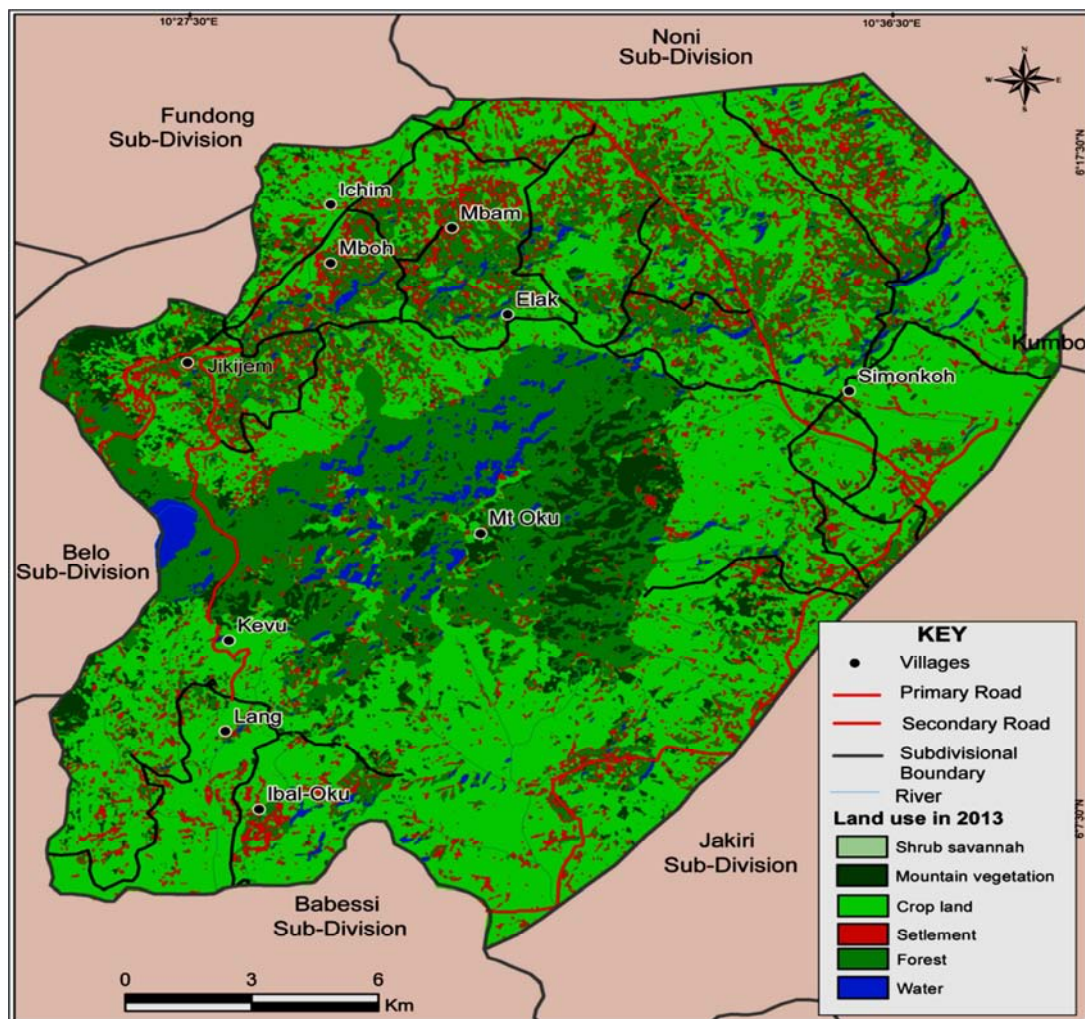 10°27'30"E
10°36'30"E
Noni
Sub-Division
N
W
E
S
Fundong
Sub-Division
6°17'30"N
Ichim
Mbam
Mboh
Elak
Kumbo
Jikijem
Simonkoh
Mt Oku
Belo
Sub-Division
Kevu
Lang
Ibal-Oku
Jakiri
Sub-Division
Babessi
Sub-Division
6°7'30"N
KEY
Villages
Primary Road
Secondary Road
Subdivisional
Boundary
River
Land use in 2013
Shrub savannah
Mountain vegetation
Crop land
Setlement
Forest
Water
0 3 6
Km